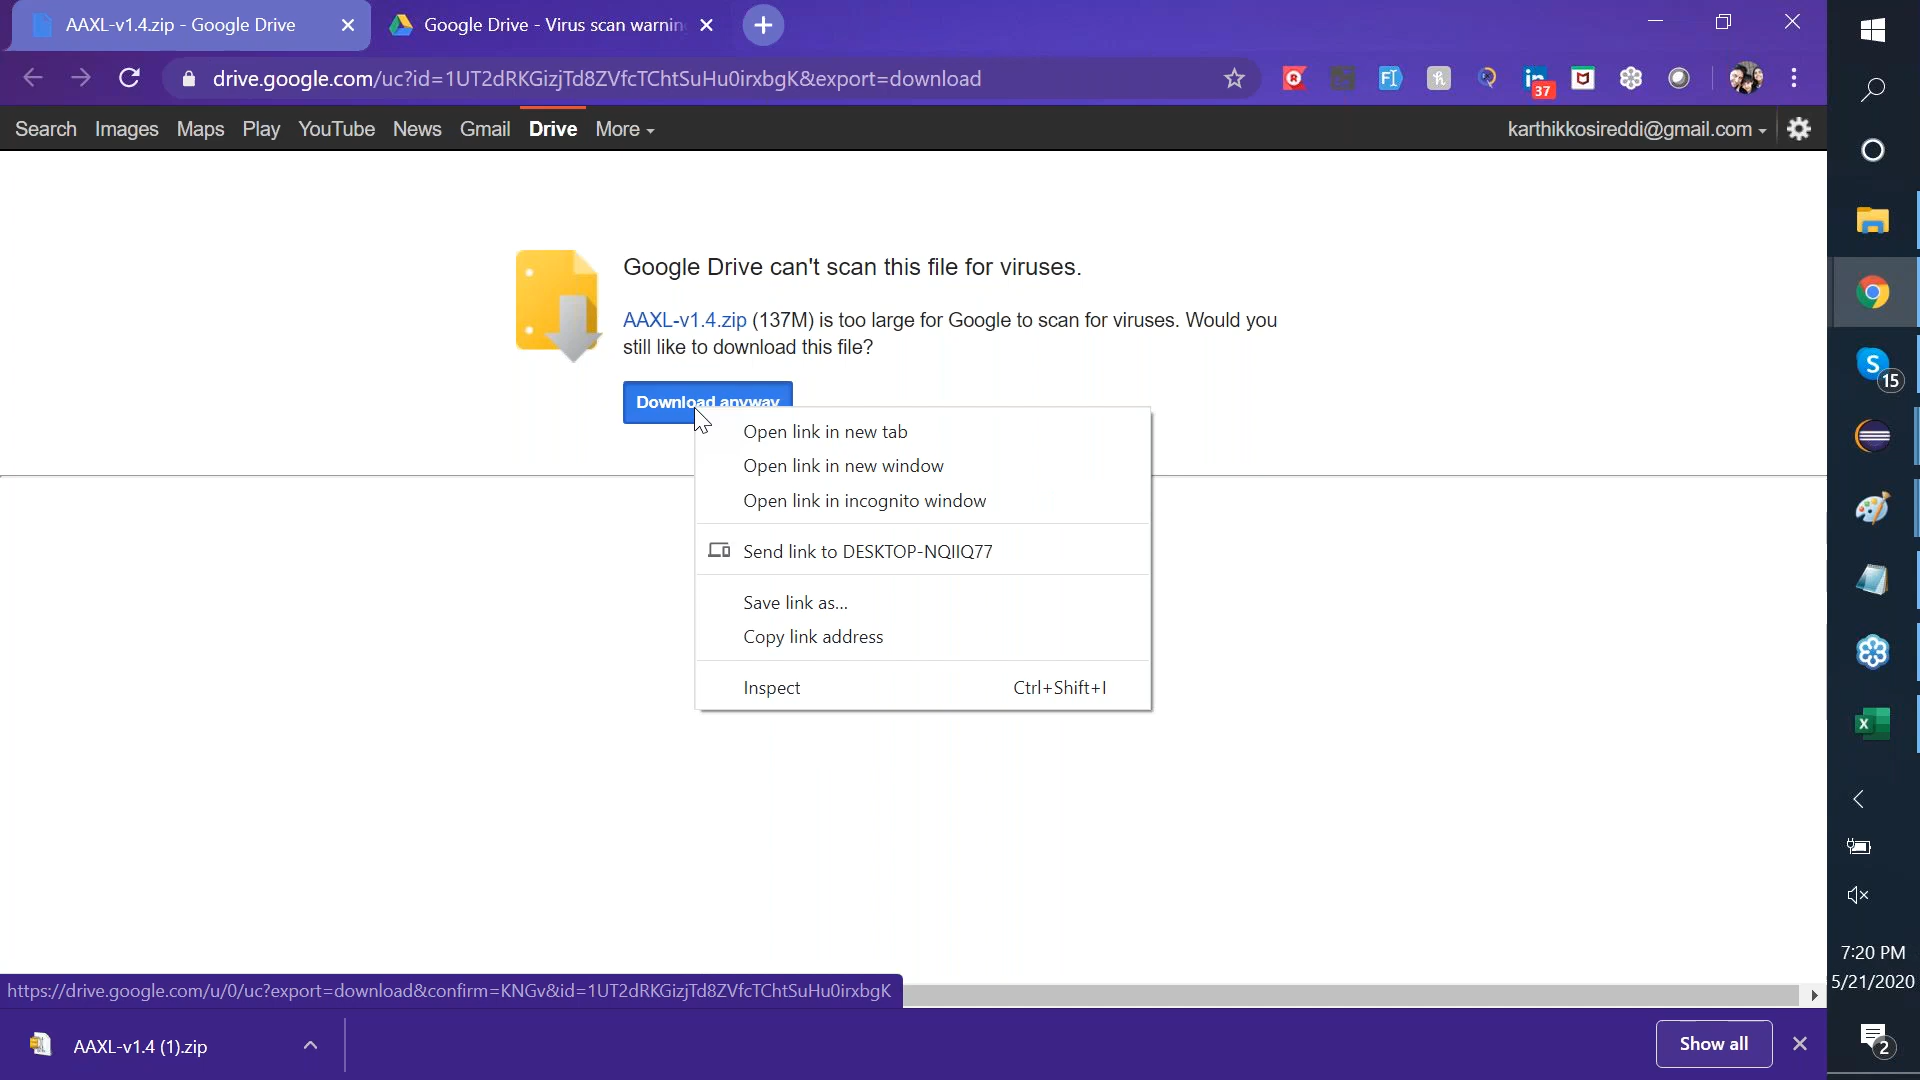 AAXL-v1.4.zip - Google Drive
Google Drive - Virus scan warnin
drive.google.com/uc?id=1UT2dRKGizjTd8ZVfcTChtSuHu0irxbgK&export=download
37
Search Images Maps Play YouTube News Gmail Drive More
karthikkosireddi@gmail.com
Google Drive can't scan this file for viruses.
AAXL-v1.4.zip (137M) is too large for Google to scan for viruses. Would you
still like to download this file?
Download anyway
Open link in new tab
Open link in new window
Open link in incognito window
Send link to DESKTOP-NQIIQ77
Save link as...
Copy link address
Inspect Ctrl+Shift+I
15
7:20 PM
5/21/2020
https://drive.google.com/u/0/uc?export=download&confirm=KNGv&id=1UT2dRKGizjTd8ZVfcTChtSuHu0irxbgK
AAXL-v1.4 (1).zip
Show all
2